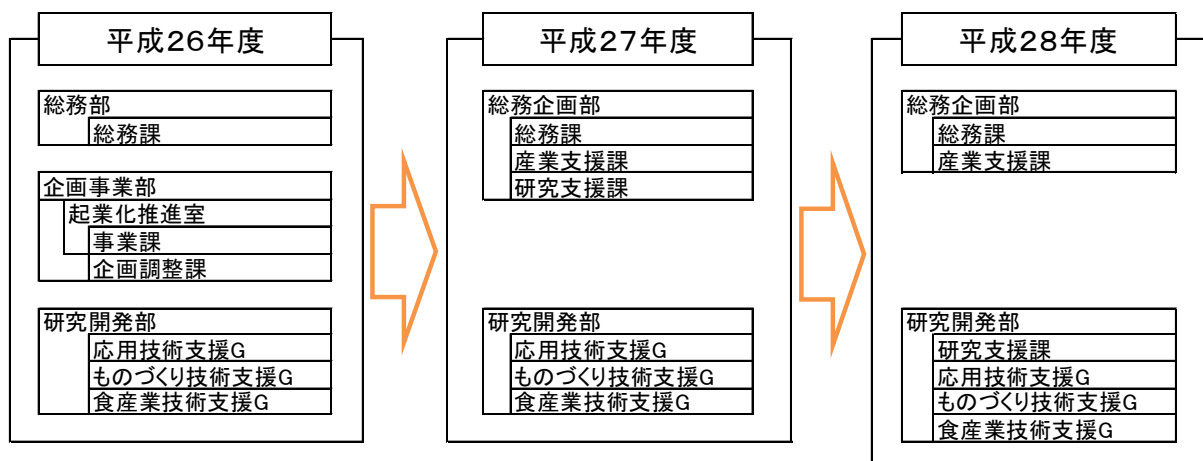 平成26年度
総務部
総務課
企画事業部
起業化推進室
事業課
企画調整課
研究開発部
応用技術支援G
ものづくり技術支援G
食産業技術支援G
平成27年度
総務企画部
総務課
産業支援課
研究支援課
研究開発部
応用技術支援G
ものづくり技術支援G
食産業技術支援G
平成28年度
総務企画部
総務課
産業支援課
研究開発部
研究支援課
応用技術支援G
ものづくり技術支援G
食産業技術支援G